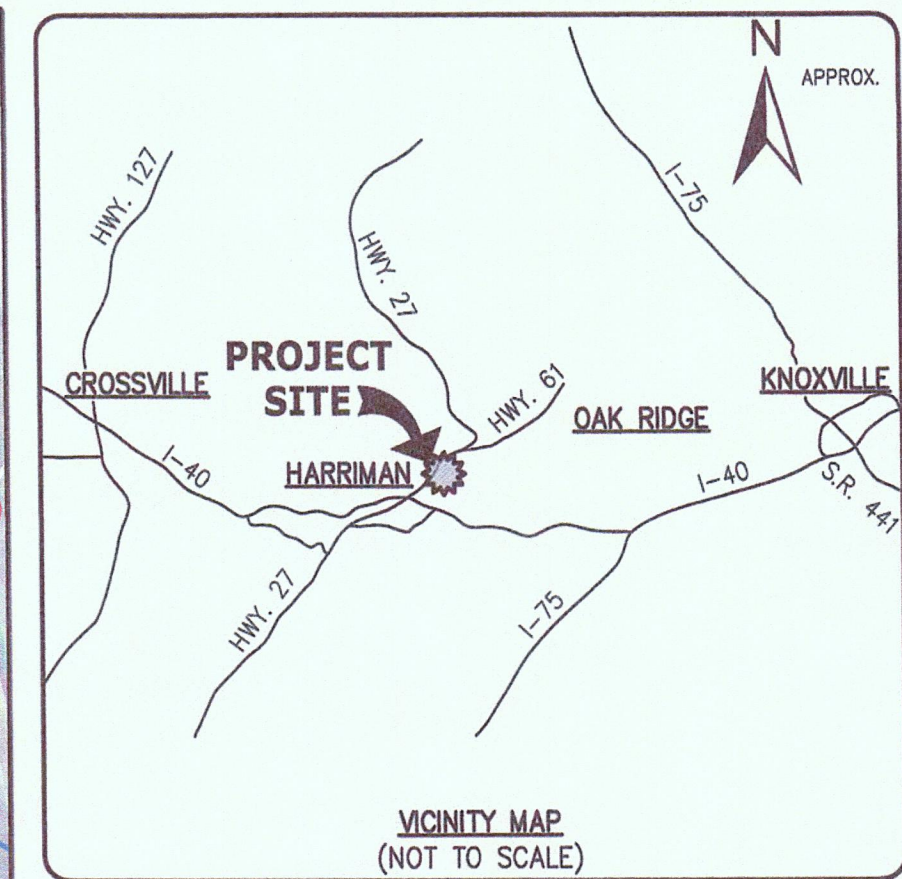 N
APPROX.
I-75
HWY. 127
HWY. 27
PROJECT
SITE
CROSSVILLE
KNOXVILLE
HWY. 61
OAK RIDGE
I-40
HARRIMAN
I-40
S.R. 441
HWY. 27
I-75
VICINITY MAP
(NOT TO SCALE)